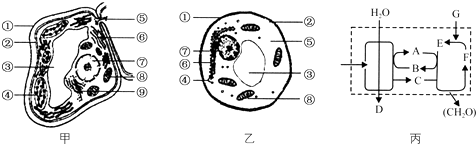 ① ② ③ ④ ⑤ ⑥ ⑦ ⑧ ⑨
甲
① ② ⑤ ⑦ ⑥ ③ ⑧
乙
H₂O G
A E
B F
C
D (CH₂O)
丙